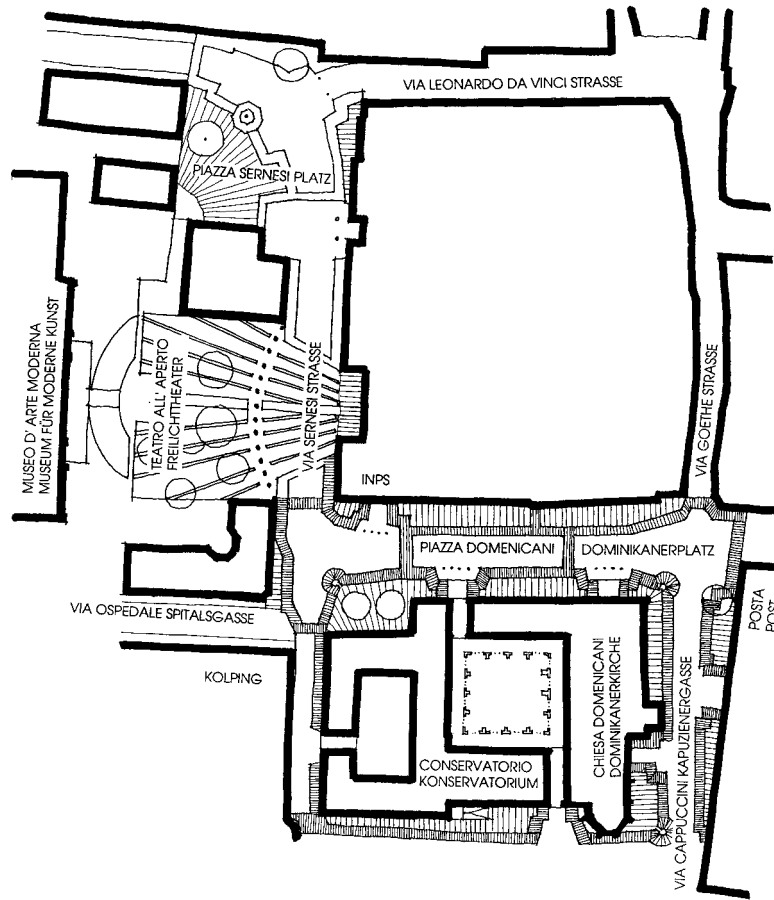 VIA LEONARDO DA VINCI STRASSE
PIAZZA SERNESI PLATZ
MUSEO D' ARTE MODERNA
MUSEUM FÜR MODERNE KUNST
TEATRO ALL' APERTO
FREILICHTTHEATER
VIA SERNESI STRASSE
VIA GOETHE STRASSE
INPS
PIAZZA DOMENICANI
DOMINIKANERPLATZ
VIA OSPEDALE SPITALSGASSE
POSTA
POST
KOLPING
CHIESA DOMENICANI
DOMINIKANERKIRCHE
CONSERVATORIO
KONSERVATORIUM
VIA CAPPUCCINI KAPUZIENERGASSE